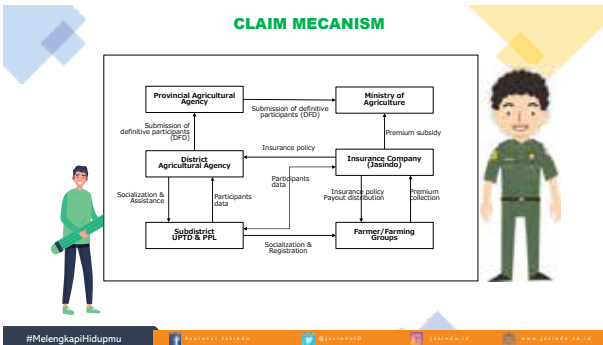 CLAIM MECANISM
Provincial Agricultural
Agency
Ministry of
Agriculture
Submission of definitive
participants (DFD)
Submission of
definitive participants
(DFD)
Premium subsidy
Insurance policy
District
Agricultural Agency
Insurance Company
(Jasindo)
Participants
data
Socialization &
Assistance
Participants
data
Insurance policy
Payout distribution
Premium
collection
Subdistrict
UPTD & PPL
Farmer/Farming
Groups
Socialization &
Registration
#MelengkapiHidupmu
Asuransi Jasindo
@jasindoID
jasindo.id
www.jasindo.co.id